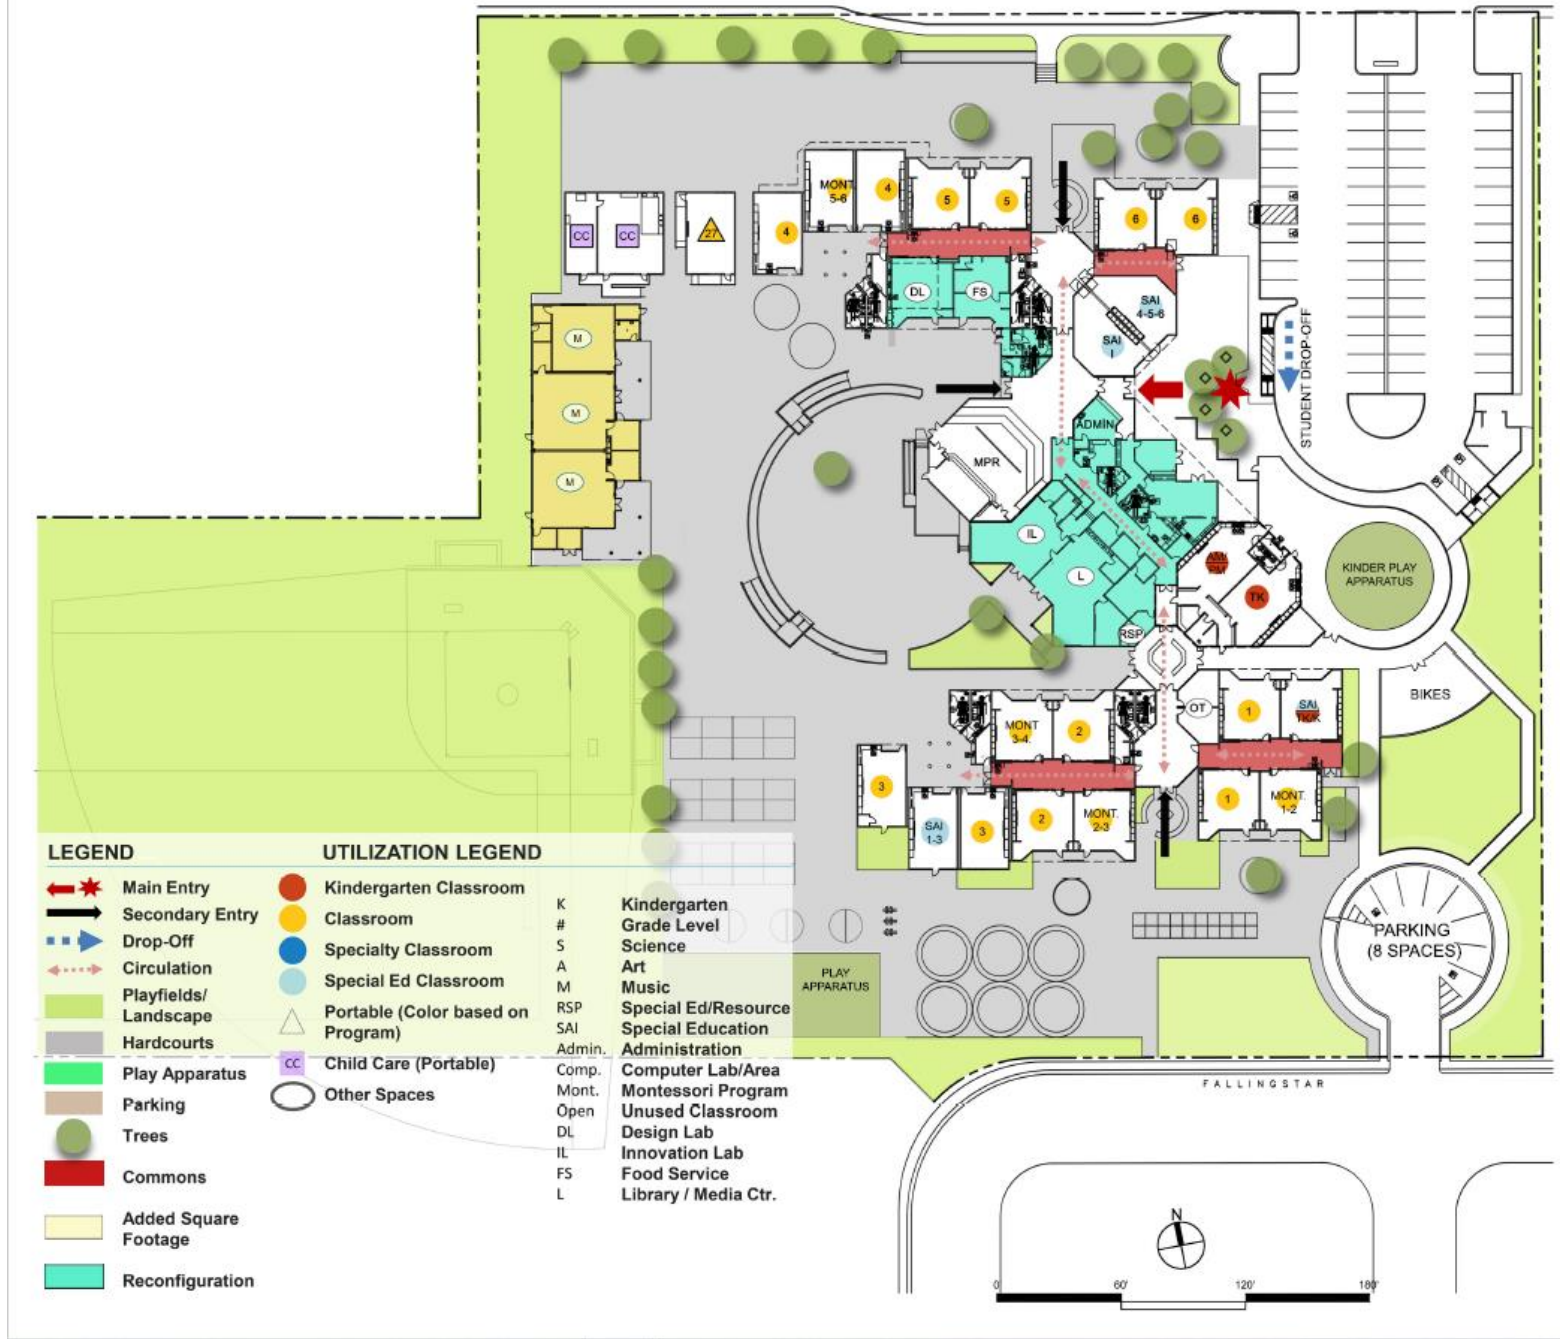 MONT.
5-6
4
5
5
6
6
CC
CC
27
4
DL
FS
SAI
4-5-6
SAI
I
STUDENT DROP-OFF
M
M
M
ADMIN
MPR
IL
L
RSP
AM/
PM
TK
KINDER PLAY
APPARATUS
BIKES
OT
1
SAI
TK/K
MONT
3-4.
2
3
1
MONT.
1-2
SAI
1-3
3
2
MONT.
2-3
PLAY
APPARATUS
PARKING
(8 SPACES)
FALLINGSTAR
N
0
60'
120'
180'
LEGEND
Main Entry
Secondary Entry
Drop-Off
Circulation
Playfields/
Landscape
Hardcourts
Play Apparatus
Parking
Trees
Commons
Added Square
Footage
Reconfiguration
UTILIZATION LEGEND
Kindergarten Classroom
Classroom
Specialty Classroom
Special Ed Classroom
Portable (Color based on
Program)
CC Child Care (Portable)
Other Spaces
K Kindergarten
# Grade Level
S Science
A Art
M Music
RSP Special Ed/Resource
SAI Special Education
Admin. Administration
Comp. Computer Lab/Area
Mont. Montessori Program
Open Unused Classroom
DL Design Lab
IL Innovation Lab
FS Food Service
L Library / Media Ctr.